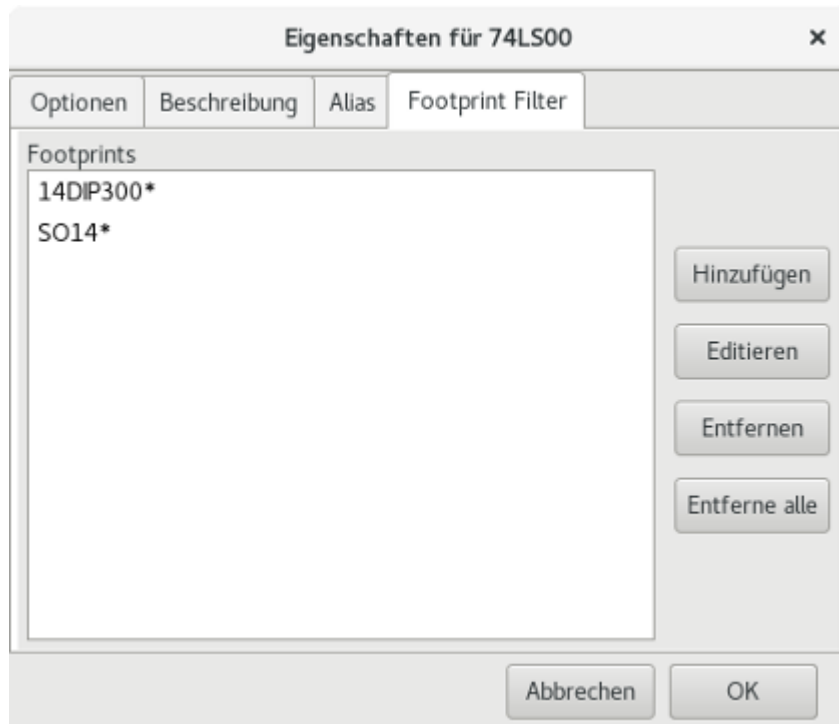 Eigenschaften für 74LS00
Optionen Beschreibung Alias Footprint Filter
Footprints
14DIP300*
SO14*
Hinzufügen
Editieren
Entfernen
Entferne alle
Abbrechen OK